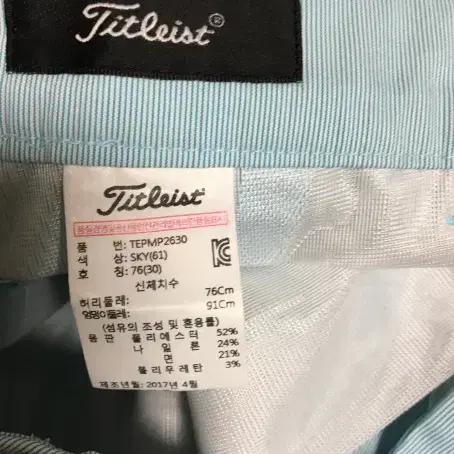 Titleist®
Titleist
품 번: TEPMP2630
색 상: SKY(61)
호 칭: 76(30)
신체치수
허리둘레: 76Cm
엉덩이둘레: 91Cm
(섬유의 조성 및 혼용률)
용 판 폴리에스터 52%
나 일 론 24%
면 21%
폴리우레탄 3%
제조년월: 2017년 4월